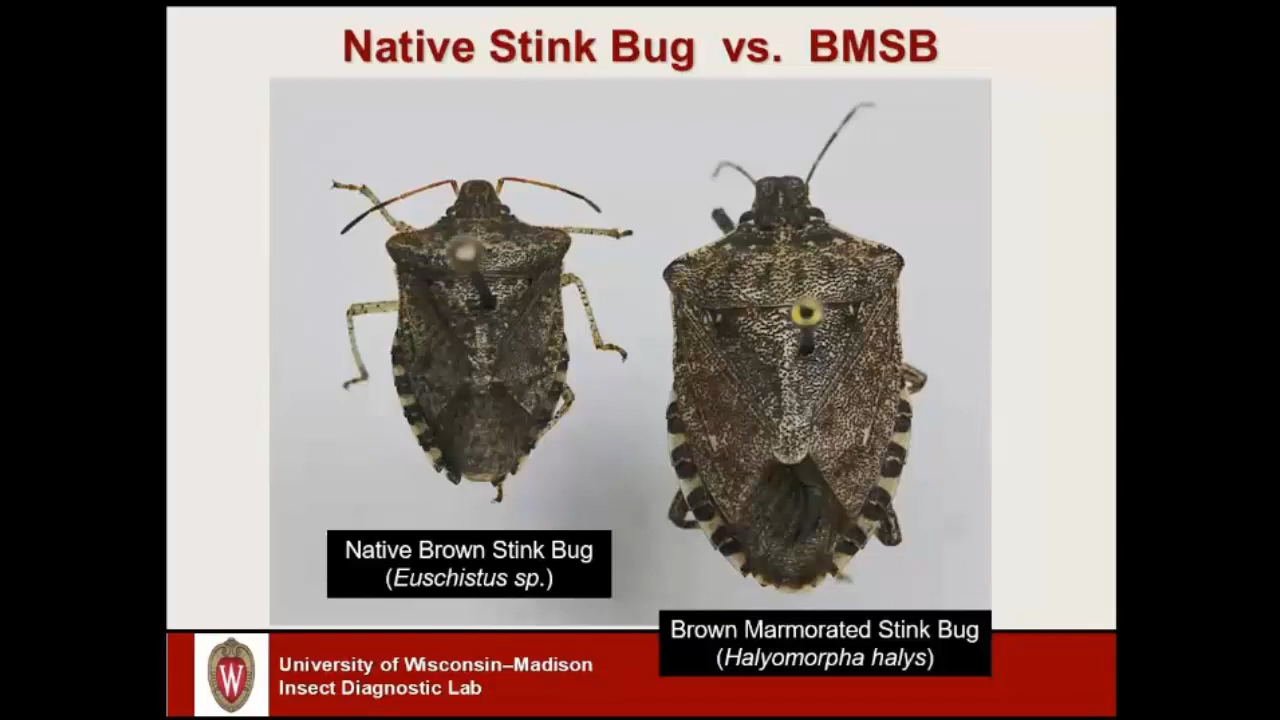 Native Stink Bug vs. BMSB
Native Brown Stink Bug
(Euschistus sp.)
Brown Marmorated Stink Bug
(Halyomorpha halys)
W
University of Wisconsin–Madison
Insect Diagnostic Lab